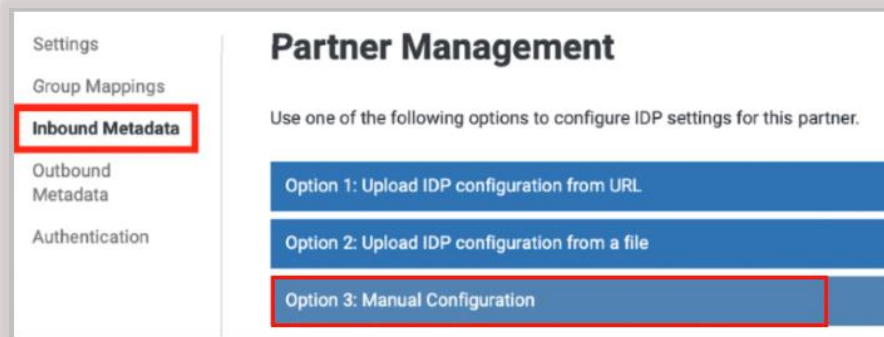 Settings
Group Mappings
Inbound Metadata
Outbound
Metadata
Authentication
Partner Management
Use one of the following options to configure IDP settings for this partner.
Option 1: Upload IDP configuration from URL
Option 2: Upload IDP configuration from a file
Option 3: Manual Configuration